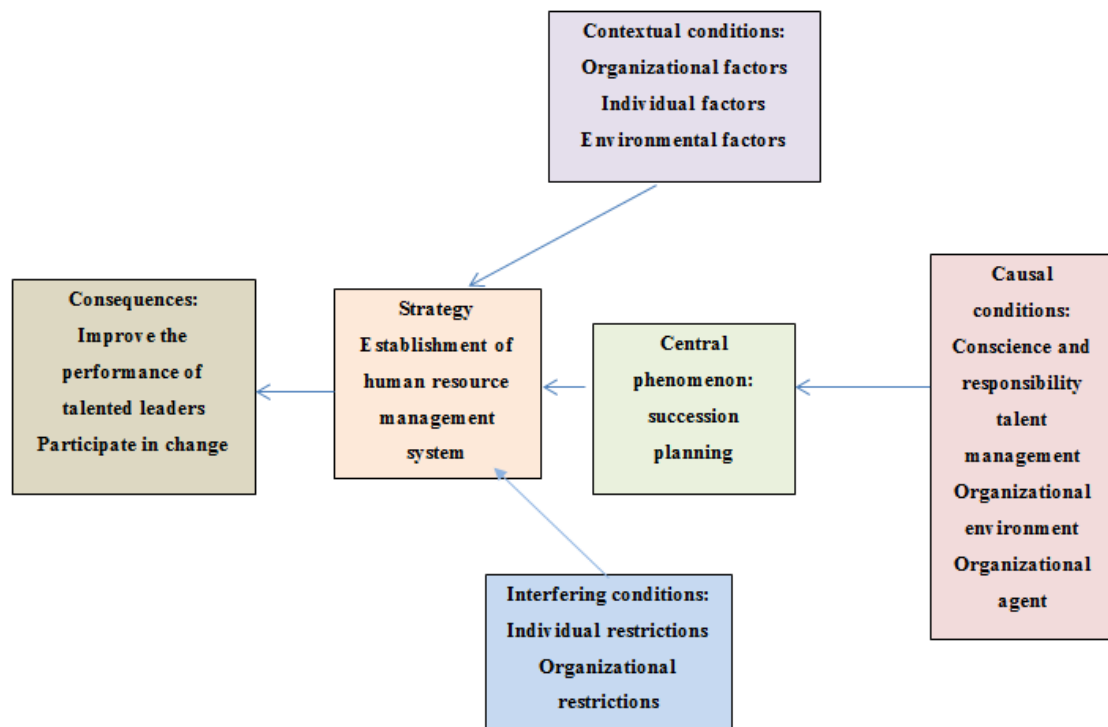 Contextual conditions:
Organizational factors
Individual factors
Environmental factors
Consequences:
Improve the
performance of
talented leaders
Participate in change
Strategy
Establishment of
human resource
management
system
Central
phenomenon:
succession
planning
Causal
conditions:
Conscience and
responsibility
talent
management
Organizational
environment
Organizational
agent
Interfering conditions:
Individual restrictions
Organizational
restrictions